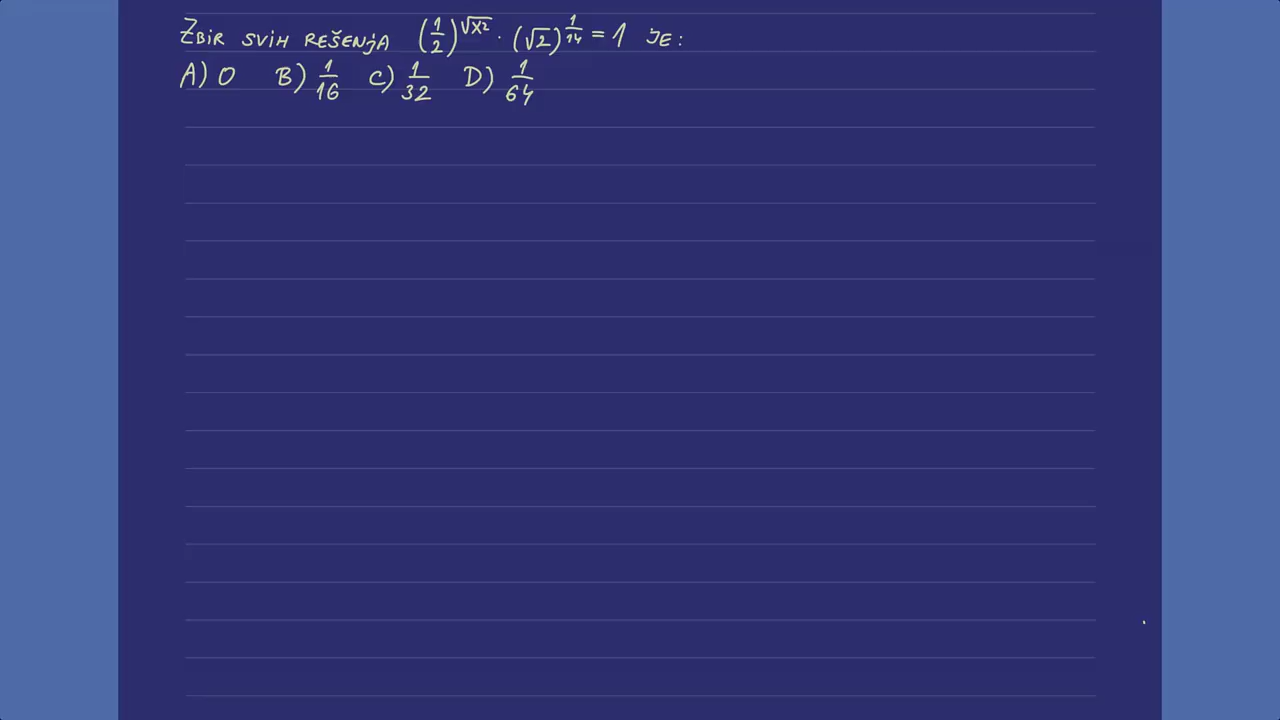 Zbir svih rešenja (1/2)^√x² · (√2)^1/14 = 1 je:
A) 0 B) 1/16 C) 1/32 D) 1/64